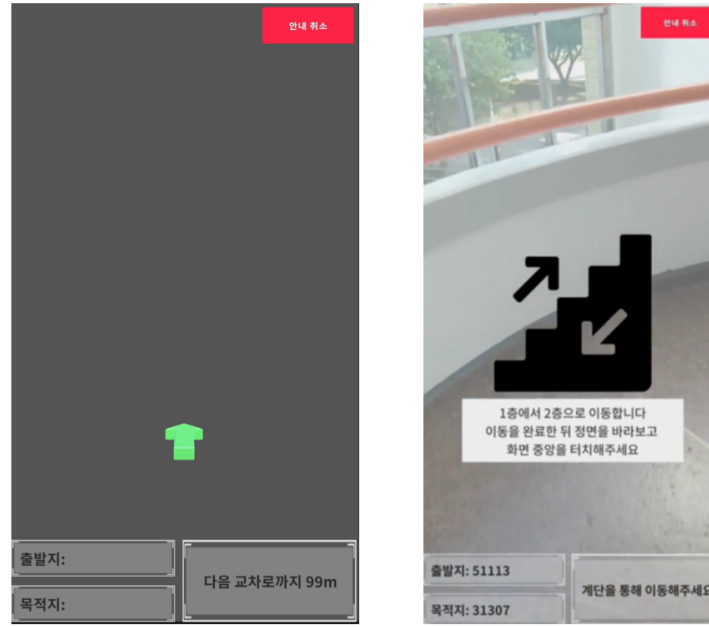 안내 취소
출발지:
목적지:
다음 교차로까지 99m
안내 취소
1층에서 2층으로 이동합니다
이동을 완료한 뒤 정면을 바라보고
화면 중앙을 터치해주세요
출발지: 51113
목적지: 31307
계단을 통해 이동해주세요